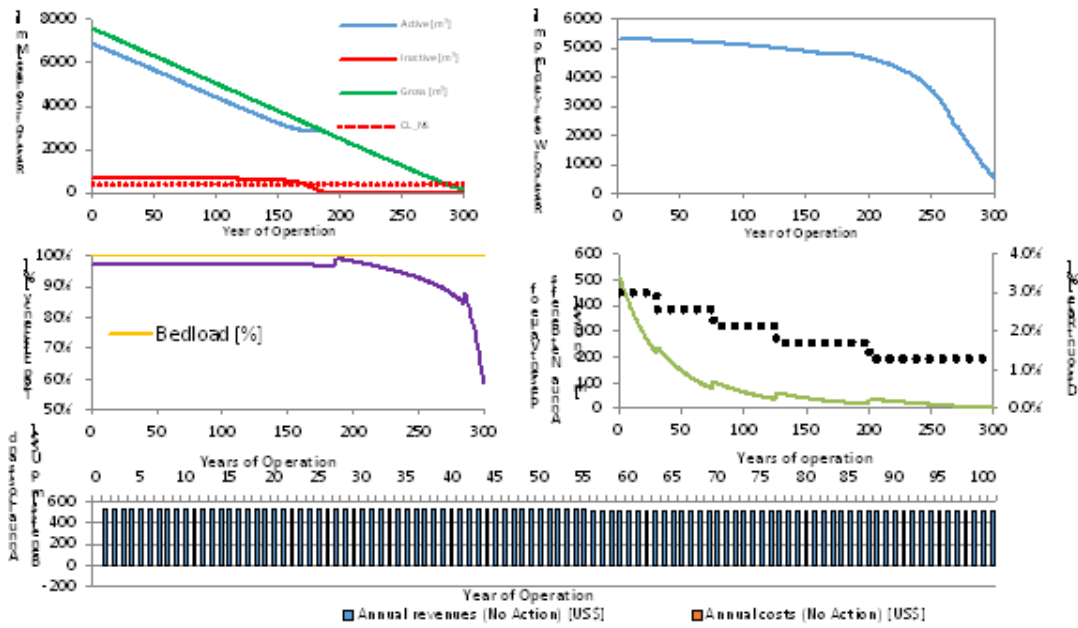 8000
6000
4000
2000
0
0 50 100 150 200 250 300
Year of Operation
Active [m³]
Inactive [m³]
Gross [m³]
6000
5000
4000
3000
2000
1000
0
0 50 100 150 200 250 300
Year of Operation
100%
90%
80%
70%
60%
50%
Bedload [%]
0 50 100 150 200 250 300
Years of Operation
600
500
400
300
200
100
0
4.0%
3.0%
2.0%
1.0%
0.0%
0 50 100 150 200 250 300
Years of operation
0 5 10 15 20 25 30 35 40 45 50 55 60 65 70 75 80 85 90 95 100
600
400
200
0
-200
Year of Operation
Annual revenues (No Action) [US$]
Annual costs (No Action) [US$]